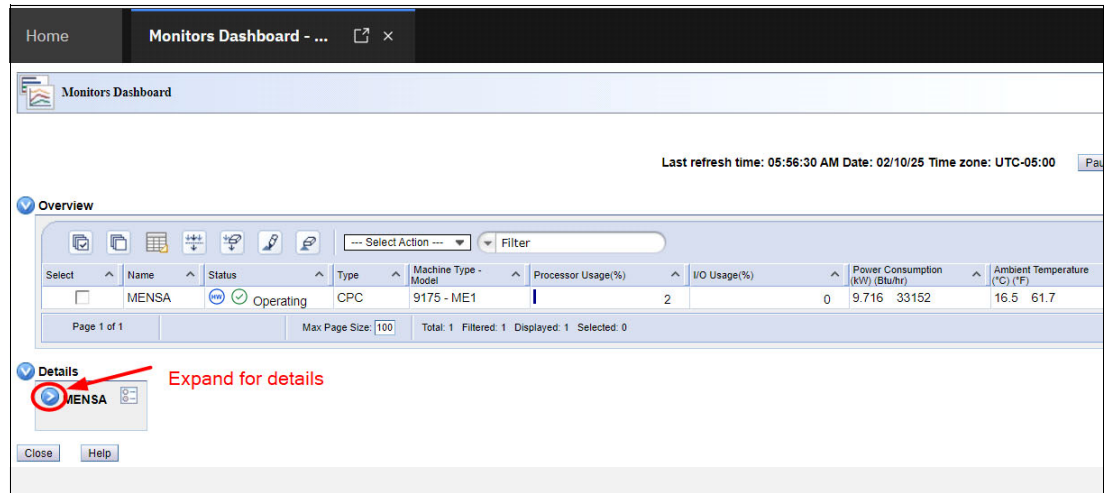 Home Monitors Dashboard - ...
Monitors Dashboard
Last refresh time: 05:56:30 AM Date: 02/10/25 Time zone: UTC-05:00 Pau
Overview
--- Select Action --- Filter
Select Name Status Type Machine Type - Model Processor Usage(%) I/O Usage(%) Power Consumption (kW) (Btu/hr) Ambient Temperature (°C) (°F)
MENSA HW Operating CPC 9175 - ME1 2 0 9.716 33152 16.5 61.7
Page 1 of 1 Max Page Size: 100 Total: 1 Filtered: 1 Displayed: 1 Selected: 0
Details
Expand for details
MENSA
Close Help